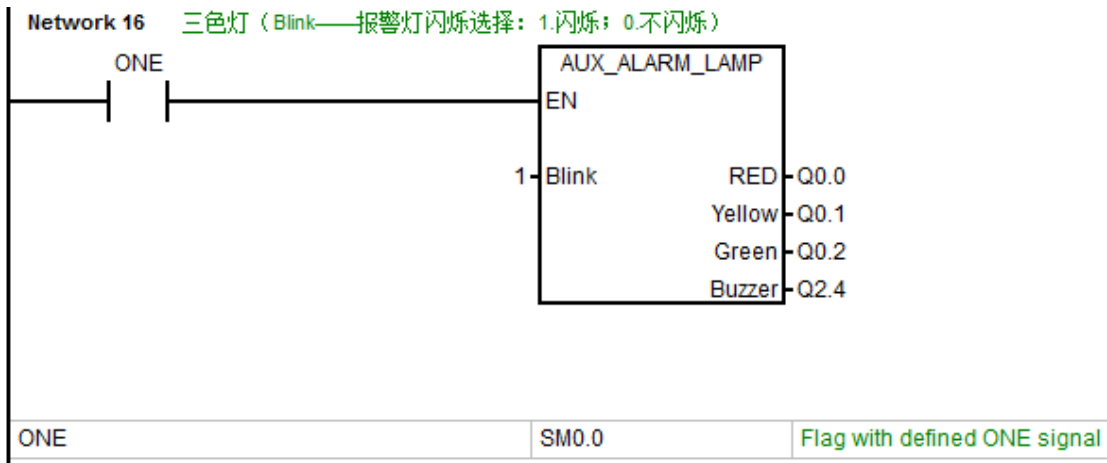 Network 16 三色灯（Blink——报警灯闪烁选择：1.闪烁；0.不闪烁）
ONE
AUX_ALARM_LAMP
EN
1 Blink RED Q0.0
Yellow Q0.1
Green Q0.2
Buzzer Q2.4
ONE SM0.0 Flag with defined ONE signal